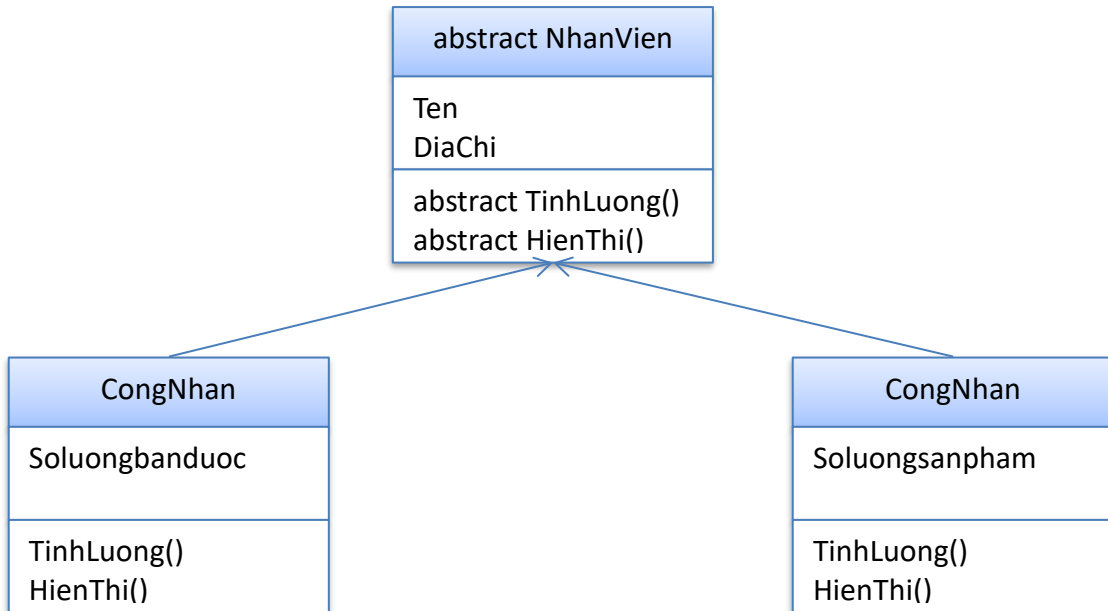 abstract NhanVien
Ten
DiaChi
abstract TinhLuong()
abstract HienThi()
CongNhan
Soluongbanduoc
TinhLuong()
HienThi()
CongNhan
Soluongsanpham
TinhLuong()
HienThi()